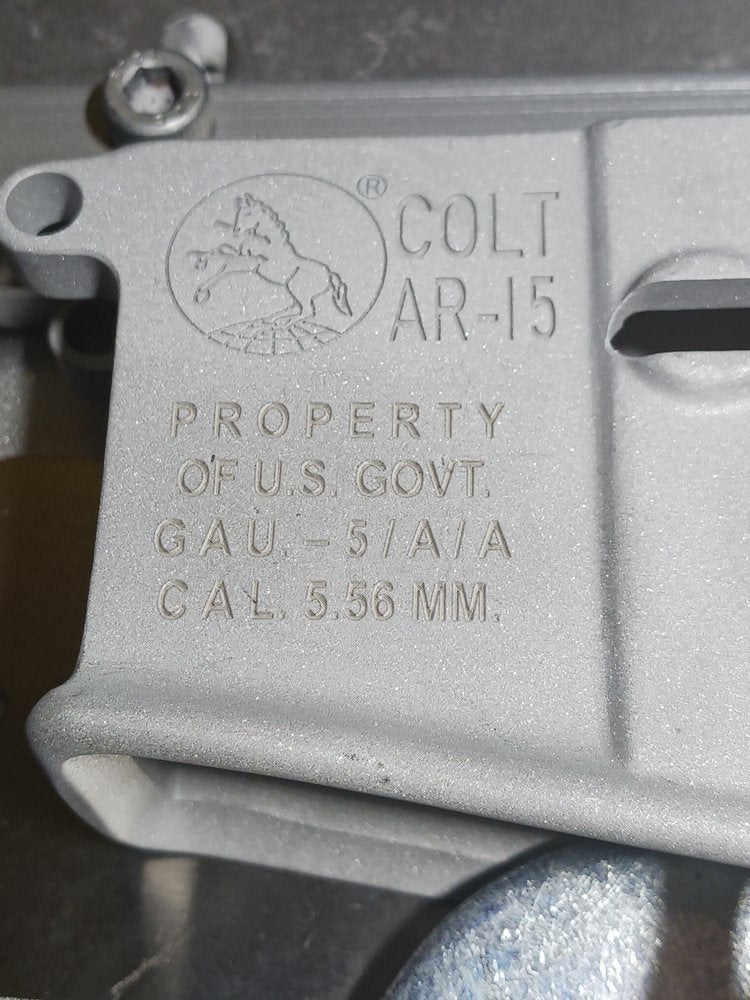 ®
COLT
AR-15
PROPERTY
OF U.S. GOVT.
GAU. - 5/A/A
CAL. 5.56 MM.